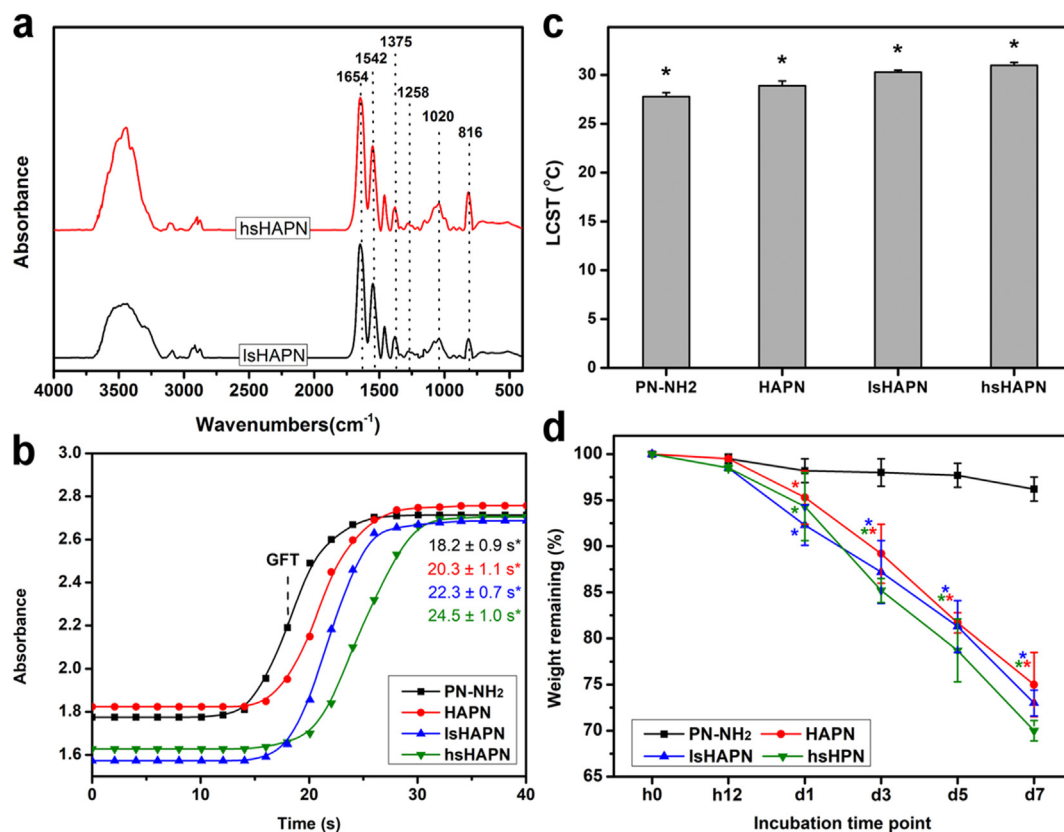 a
1654
1542
1375
1258
1020
816
hsHAPN
lsHAPN
Absorbance
4000 3500 3000 2500 2000 1500 1000 500
Wavenumbers(cm⁻¹)
c
LCST (°C)
35
30
25
20
15
10
5
0
PN-NH2 HAPN lsHAPN hsHAPN
* * * *
b
Absorbance
3.0
2.8
2.6
2.4
2.2
2.0
1.8
1.6
GFT
18.2 ± 0.9 s*
20.3 ± 1.1 s*
22.3 ± 0.7 s*
24.5 ± 1.0 s*
PN-NH₂
HAPN
lsHAPN
hsHAPN
0 10 20 30 40
Time (s)
d
Weight remaining (%)
100
95
90
85
80
75
70
65
* * *
* **
* **
* **
PN-NH₂ HAPN
lsHAPN hsHPN
h0 h12 d1 d3 d5 d7
Incubation time point